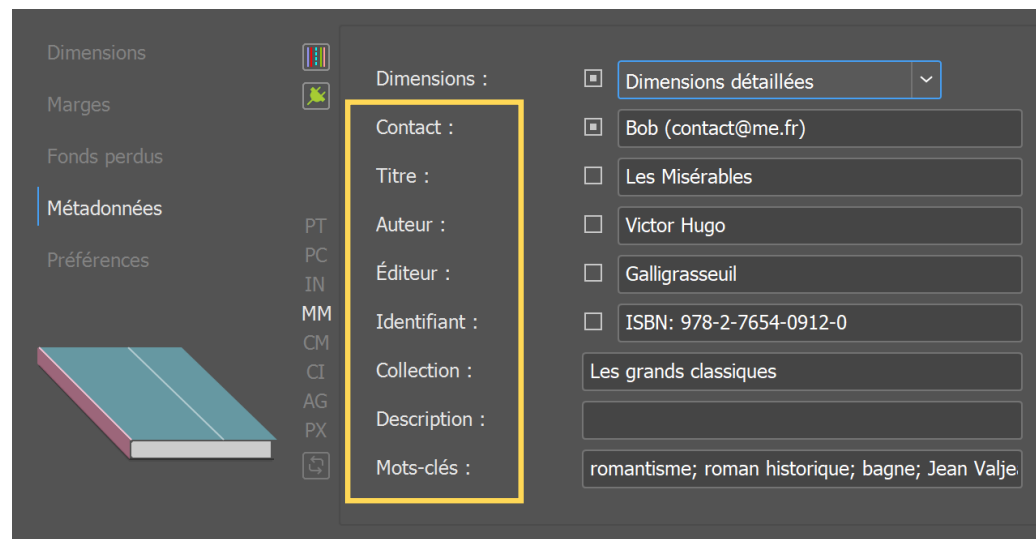 Dimensions
Marges
Fonds perdus
Métadonnées
Préférences
PT
PC
IN
MM
CM
CI
AG
PX
Dimensions : Dimensions détaillées
Contact : Bob (contact@me.fr)
Titre : Les Misérables
Auteur : Victor Hugo
Éditeur : Galligrasseuil
Identifiant : ISBN: 978-2-7654-0912-0
Collection : Les grands classiques
Description :
Mots-clés : romantisme; roman historique; bagne; Jean Valje